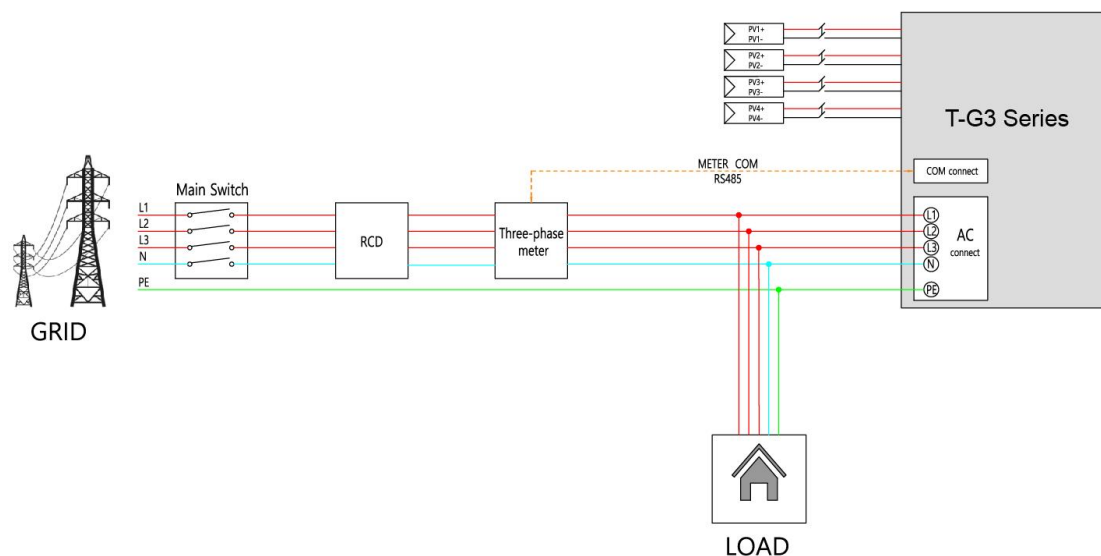 PV1+
PV1-
PV2+
PV2-
PV3+
PV3-
PV4+
PV4-
T-G3 Series
METER COM
RS485
COM connect
Main Switch
L1
L2
L3
N
PE
RCD
Three-phase
meter
L1
L2
L3
N
PE
AC
connect
GRID
LOAD